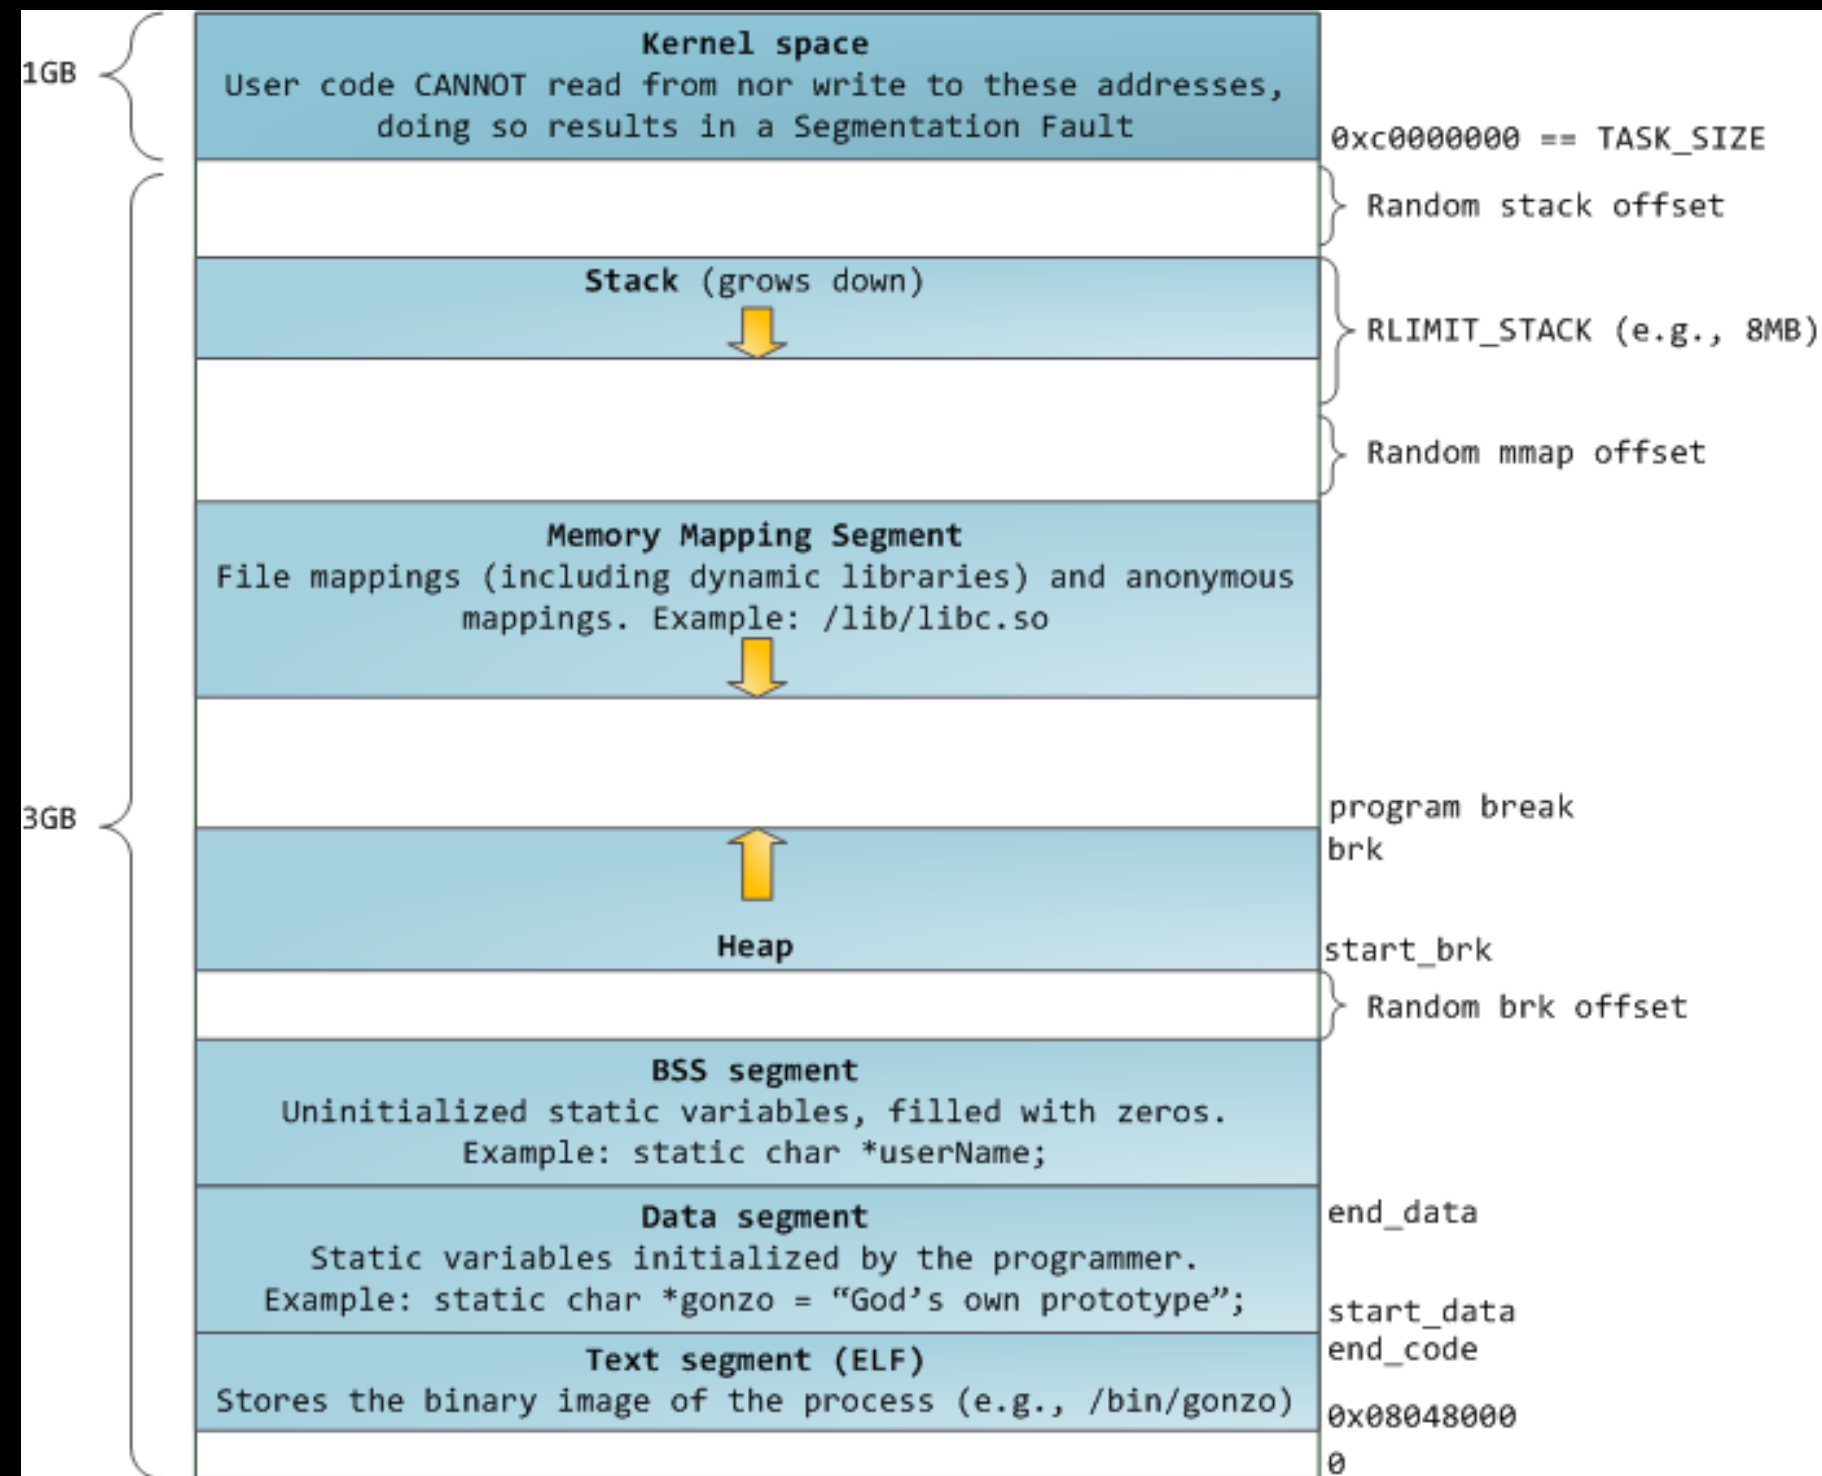 Kernel space
1GB
User code CANNOT read from nor write to these addresses,
doing so results in a Segmentation Fault
0xc0000000 == TASK_SIZE
Random stack offset
Stack (grows down)
RLIMIT_STACK (e.g., 8MB)
Random mmap offset
Memory Mapping Segment
File mappings (including dynamic libraries) and anonymous
mappings. Example: /lib/libc.so
3GB
program break
brk
Heap
start_brk
Random brk offset
BSS segment
Uninitialized static variables, filled with zeros.
Example: static char *userName;
Data segment
end_data
Static variables initialized by the programmer.
Example: static char *gonzo = “God’s own prototype”;
start_data
end_code
Text segment (ELF)
Stores the binary image of the process (e.g., /bin/gonzo)
0x08048000
0